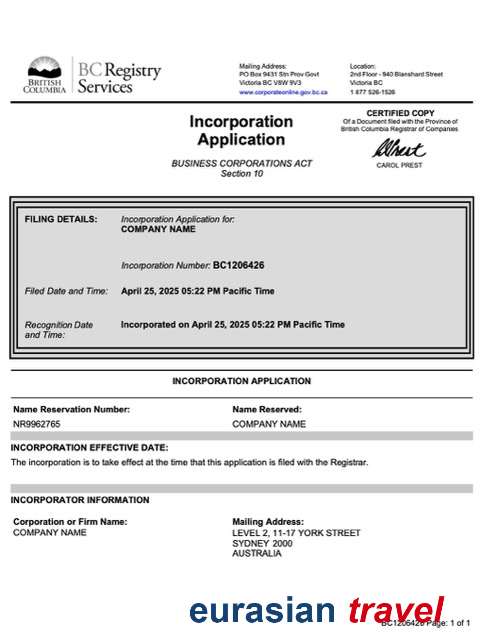 BRITISH
COLUMBIA
BC Registry
Services
Mailing Address:
PO Box 9431 Stn Prov Govt
Victoria BC V8W 9V3
www.corporateonline.gov.bc.ca
Location:
2nd Floor - 940 Blanshard Street
Victoria BC
1 877 526-1526
Incorporation
Application
BUSINESS CORPORATIONS ACT
Section 10
CERTIFIED COPY
Of a Document filed with the Province of
British Columbia Registrar of Companies
CAROL PREST
FILING DETAILS:
Incorporation Application for:
COMPANY NAME
Incorporation Number: BC1206426
Filed Date and Time: April 25, 2025 05:22 PM Pacific Time
Recognition Date
and Time:
Incorporated on April 25, 2025 05:22 PM Pacific Time
INCORPORATION APPLICATION
Name Reservation Number:
NR9962765
Name Reserved:
COMPANY NAME
INCORPORATION EFFECTIVE DATE:
The incorporation is to take effect at the time that this application is filed with the Registrar.
INCORPORATOR INFORMATION
Corporation or Firm Name:
COMPANY NAME
Mailing Address:
LEVEL 2, 11-17 YORK STREET
SYDNEY 2000
AUSTRALIA
eurasian travel
BC1206426 Page: 1 of 1